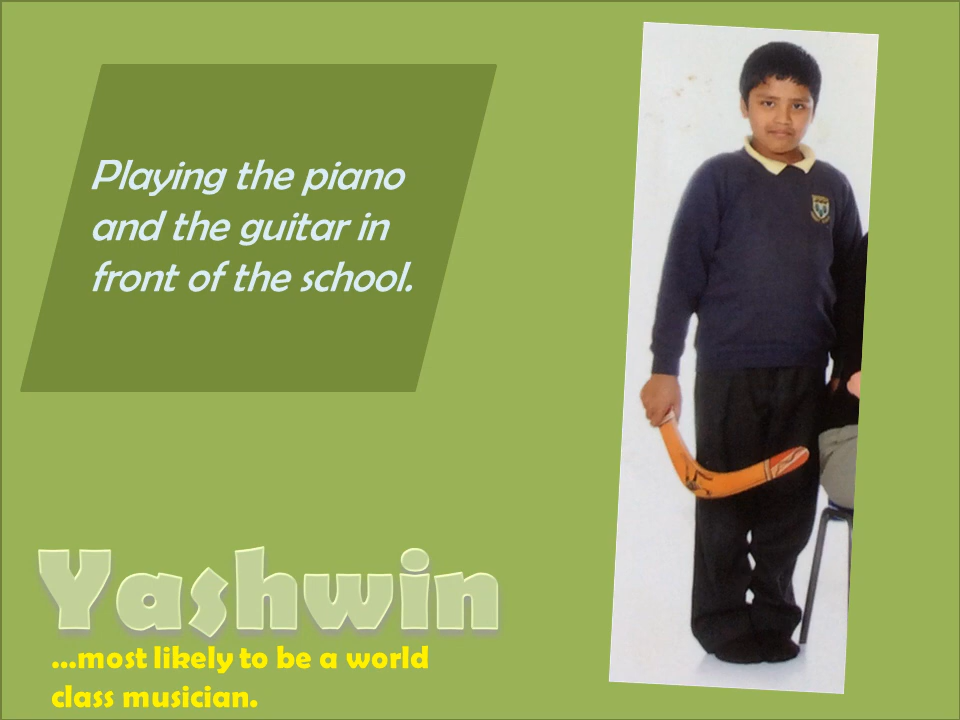 Playing the piano
and the guitar in
front of the school.
Yashwin
...most likely to be a world
class musician.